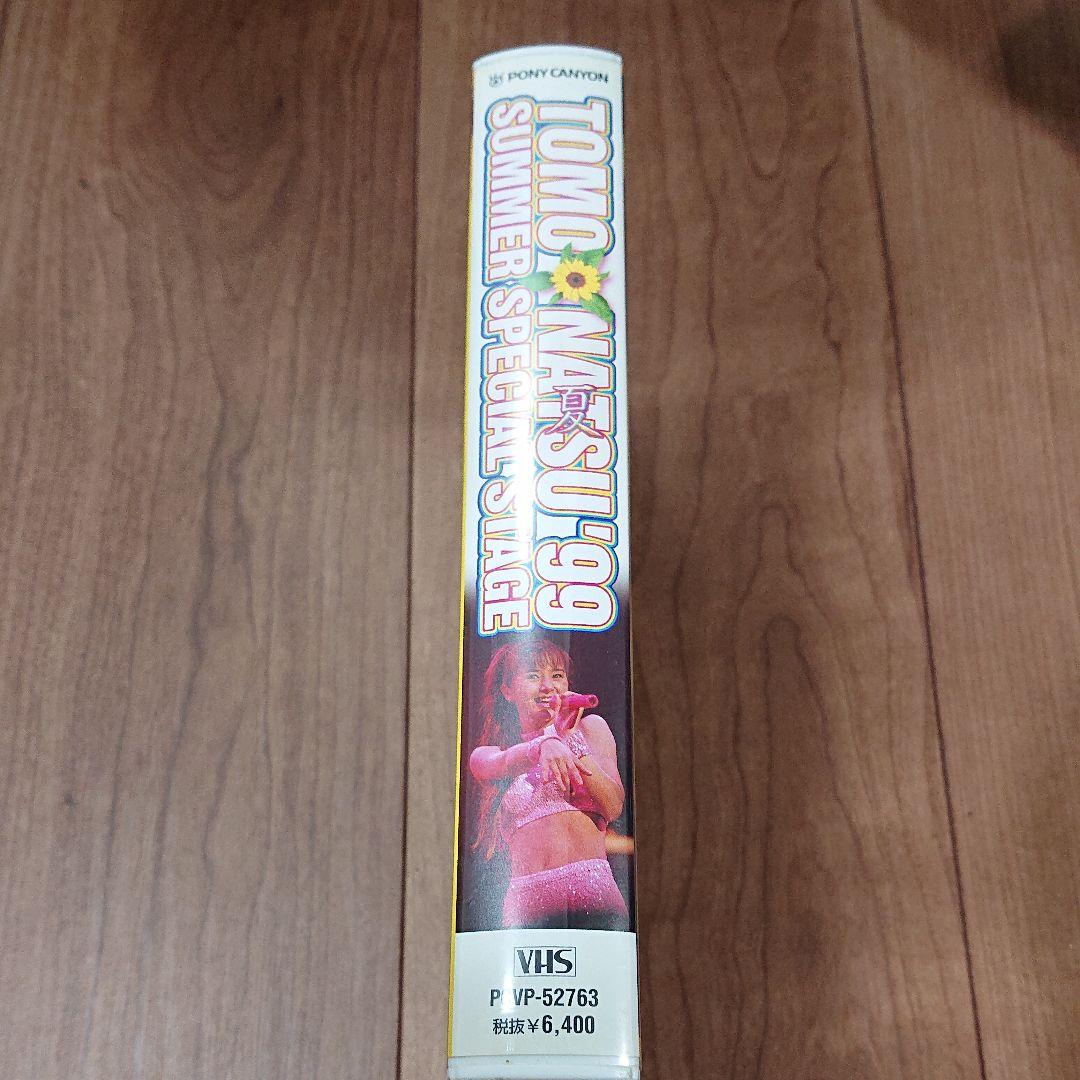 PONY CANYON
TOMO NATSU'99
夏
SUMMER SPECIAL STAGE
VHS
PCVP-52763
税抜¥6,400